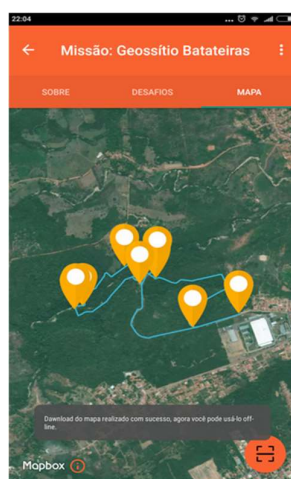 22:04
Missão: Geossítio Batateiras
SOBRE DESAFIOS MAPA
Dawnload do mapa realizado com sucesso, agora você pode usá-lo off-
line.
Mapbox